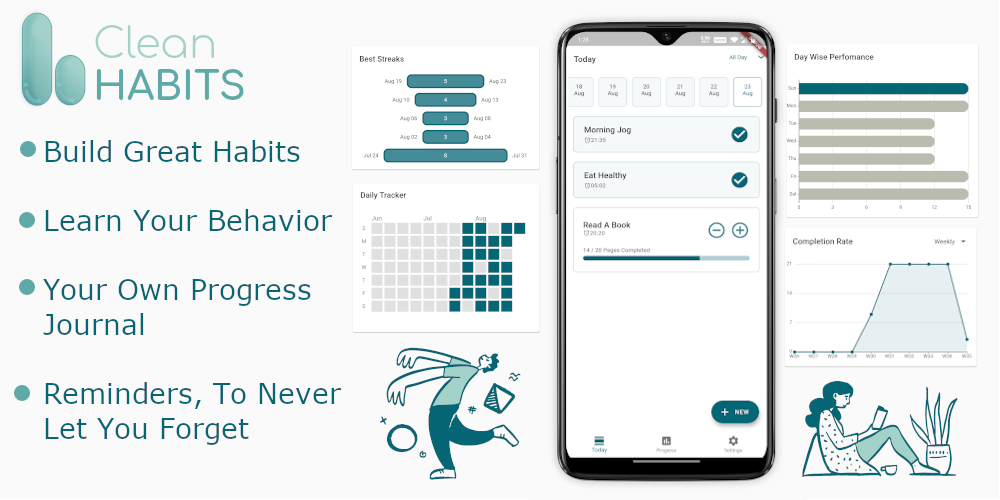 Clean
HABITS
Build Great Habits
Learn Your Behavior
Your Own Progress
Journal
Reminders, To Never
Let You Forget
Best Streaks
Aug 19 5 Aug 23
Aug 10 4 Aug 13
Aug 06 3 Aug 08
Aug 02 3 Aug 04
Jul 24 8 Jul 31
Daily Tracker
Jun Jul Aug
S
M
T
W
T
F
S
1:28
Today All Day
18 19 20 21 22 23
Aug Aug Aug Aug Aug Aug
Morning Jog
21:35
Eat Healthy
05:02
Read A Book
20:20
14 / 20 Pages Completed
+ NEW
Today Progress Settings
Day Wise Perfomance
Sun
Mon
Tue
Wed
Thu
Fri
Sat
0 3 6 9 12 15
Completion Rate Weekly
21
14
7
0
W26 W27 W28 W29 W30 W31 W32 W33 W34 W35